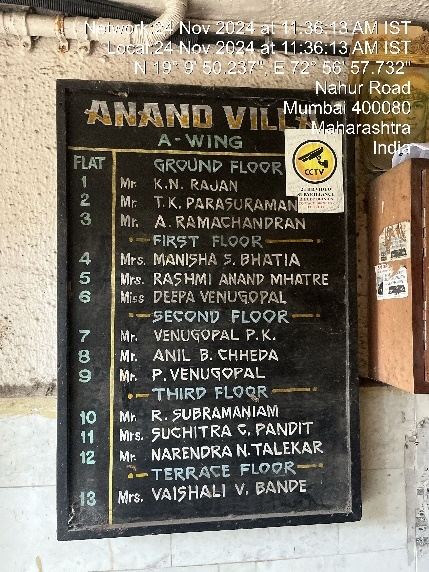 Network:24 Nov 2024 at 11:36:13 AM IST
Local:24 Nov 2024 at 11:36:13 AM IST
N 19° 9' 50.237", E 72° 56' 57.732"
Nahur Road
Mumbai 400080
Maharashtra
India
ANAND VILLA
A-WING
FLAT GROUND FLOOR
1 Mr. K.N. RAJAN
2 Mr. T.K. PARASURAMAN
3 Mr. A. RAMACHANDRAN
FIRST FLOOR
4 Mrs. MANISHA S. BHATIA
5 Mrs. RASHMI ANAND MHATRE
6 Miss DEEPA VENUGOPAL
SECOND FLOOR
7 Mr. VENUGOPAL P.K.
8 Mr. ANIL B. CHHEDA
9 Mr. P. VENUGOPAL
THIRD FLOOR
10 Mr. R. SUBRAMANIAM
11 Mrs. SUCHITRA C. PANDIT
12 Mr. NARENDRA N. TALEKAR
TERRACE FLOOR
13 Mrs. VAISHALI V. BANDE
CCTV